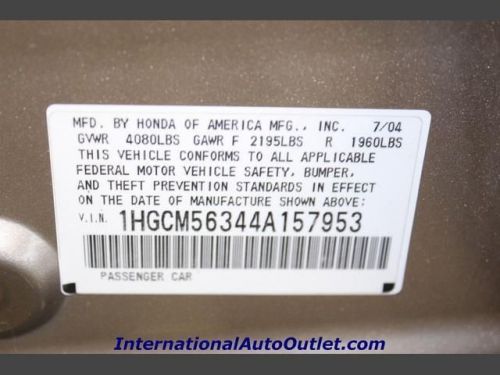 MFD. BY HONDA OF AMERICA MFG., INC. 7/04
GVWR 4080LBS GAWR F 2195LBS R 1960LBS
THIS VEHICLE CONFORMS TO ALL APPLICABLE
FEDERAL MOTOR VEHICLE SAFETY, BUMPER,
AND THEFT PREVENTION STANDARDS IN EFFECT
ON THE DATE OF MANUFACTURE SHOWN ABOVE:
V.I.N. 1HGCM56344A157953
PASSENGER CAR
InternationalAutoOutlet.com